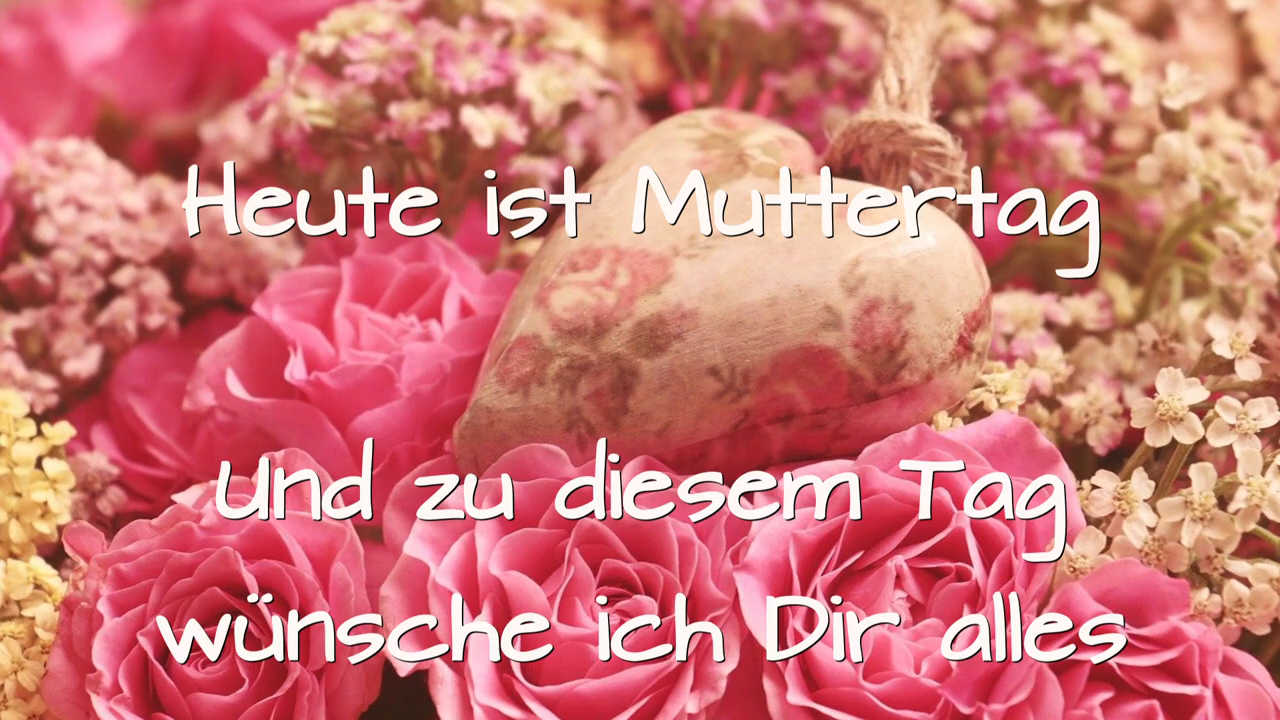 Heute ist Muttertag
Und zu diesem Tag
wünsche ich Dir alles